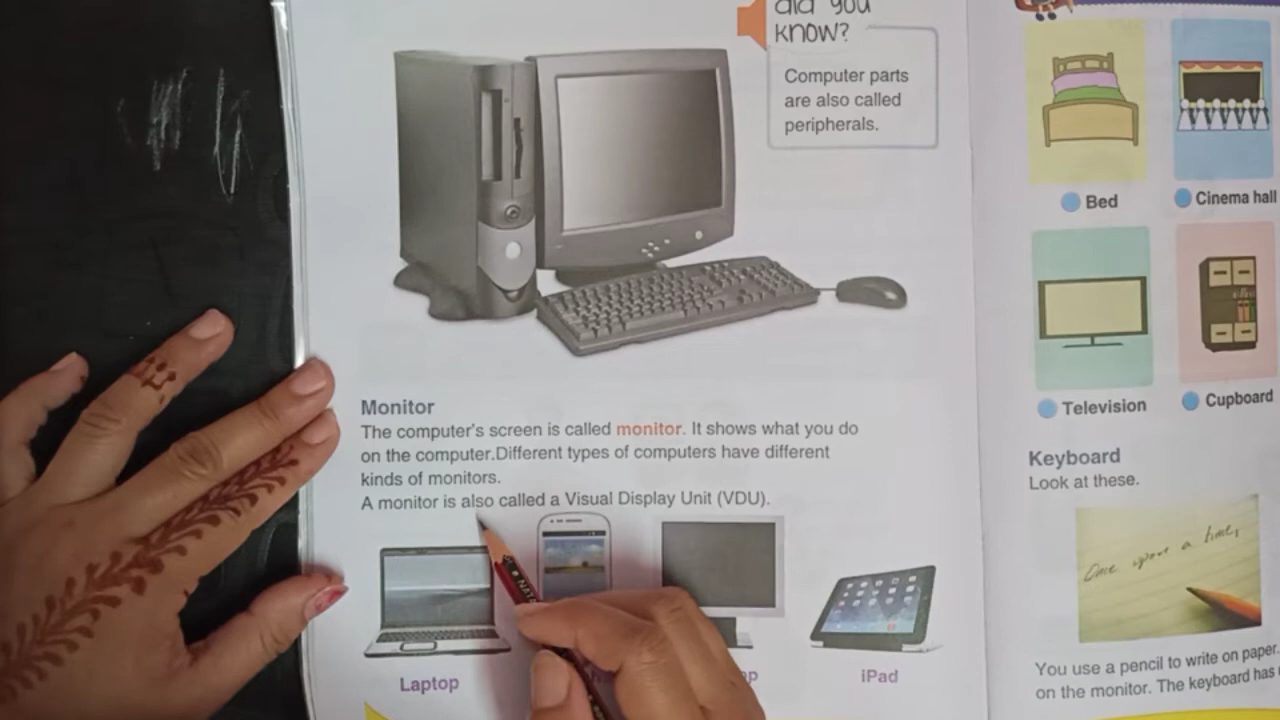 did you
know?
Computer parts
are also called
peripherals.
Monitor
The computer's screen is called monitor. It shows what you do
on the computer.Different types of computers have different
kinds of monitors.
A monitor is also called a Visual Display Unit (VDU).
Laptop
iPad
Bed
Cinema hall
Television
Cupboard
Keyboard
Look at these.
Once upon a time,
You use a pencil to write on paper.
on the monitor. The keyboard has